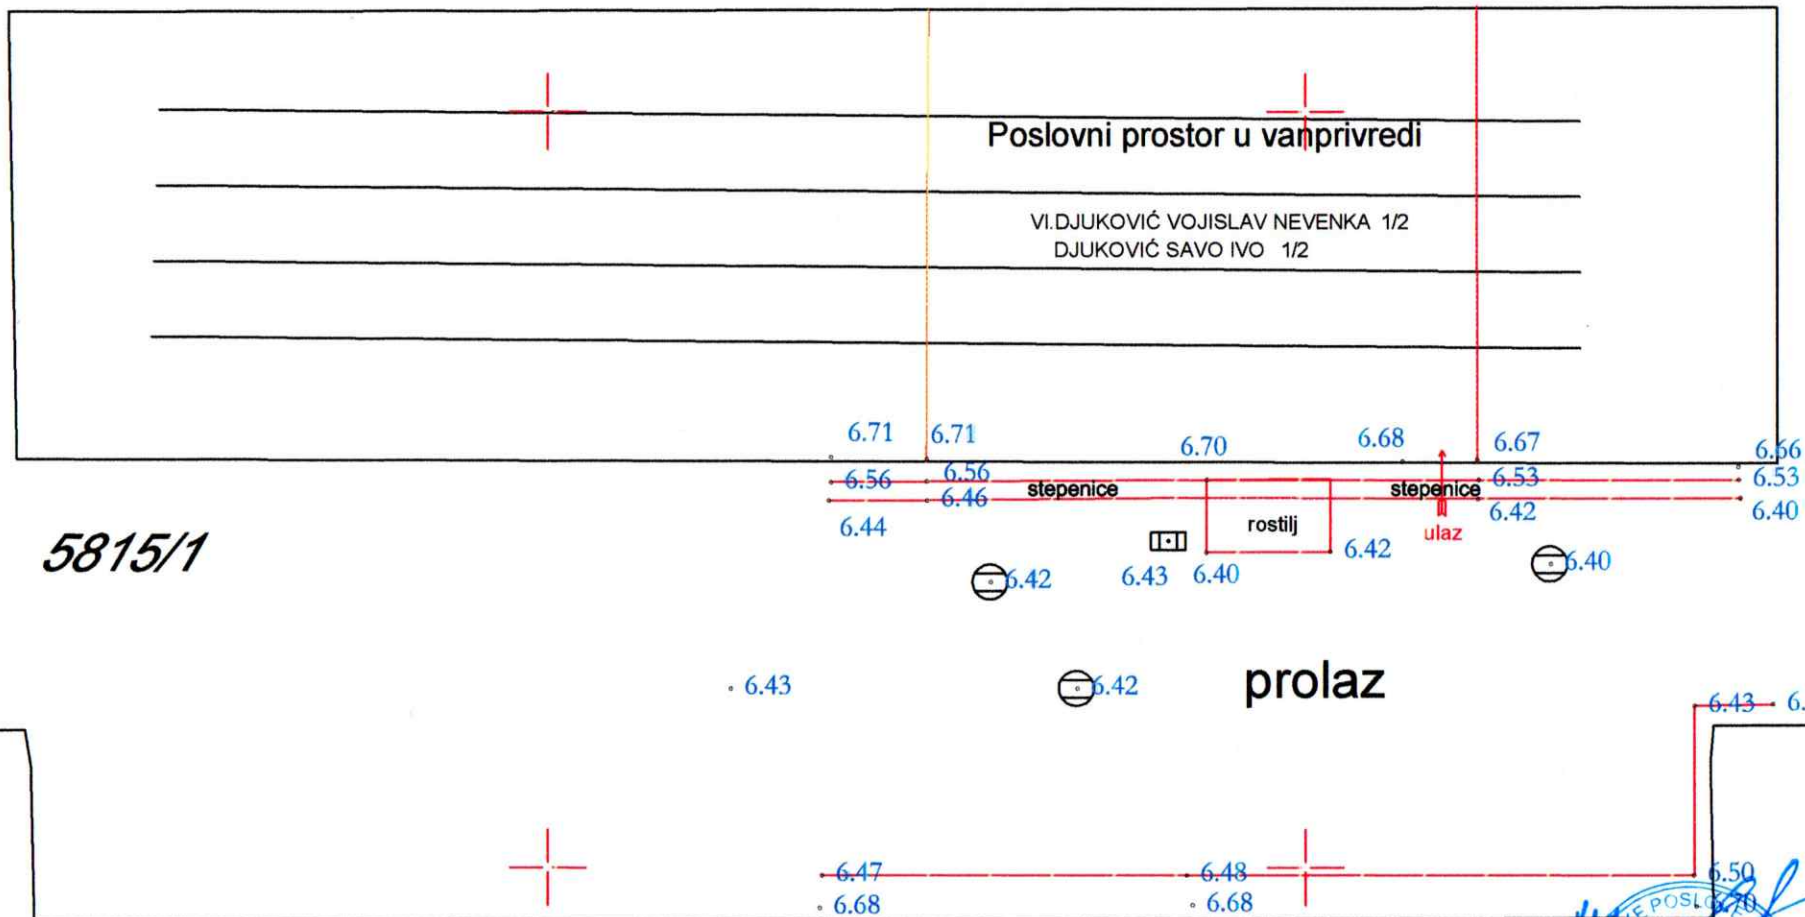 Poslovni prostor u vanprivredi
Vl.DJUKOVIĆ VOJISLAV NEVENKA 1/2
DJUKOVIĆ SAVO IVO 1/2
6.71 6.71 6.70 6.68 6.67 6.66
6.56 6.56 stepenice stepenice 6.53 6.53
6.44 6.46 rostilj ulaz 6.42 6.40
5815/1
6.42 6.43 6.40 6.42 6.40
6.43 6.42 prolaz 6.43
6.47 6.48 6.50
6.68 6.68 6.70